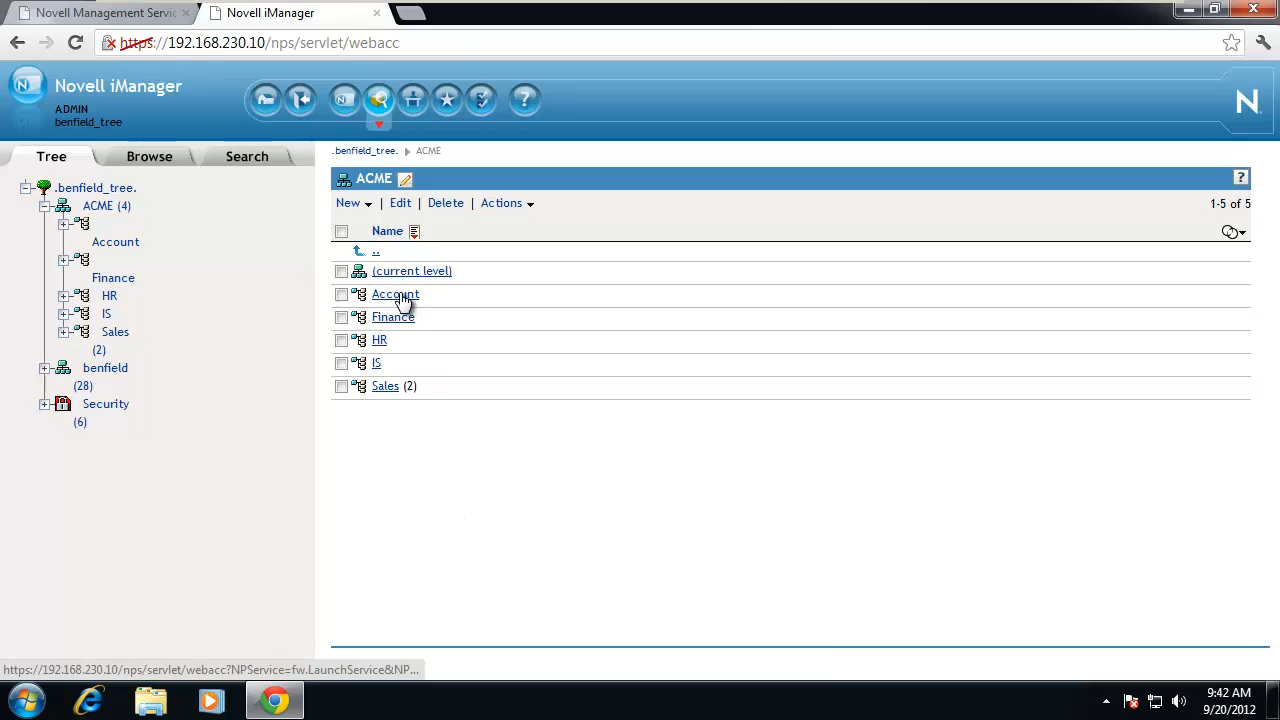 Novell Management Servic
Novell iManager
https://192.168.230.10/nps/servlet/webacc
Novell iManager
ADMIN
benfield_tree
N
N.
?
Tree
Browse
Search
.benfield_tree.
ACME (4)
Account
Finance
HR
IS
Sales
(2)
benfield
(28)
Security
(6)
.benfield_tree.
ACME
ACME
?
New
Edit
Delete
Actions
1-5 of 5
Name
..
(current level)
Account
Finance
HR
IS
Sales (2)
https://192.168.230.10/nps/servlet/webacc?NPService=fw.LaunchService&NP...
9:42 AM
9/20/2012